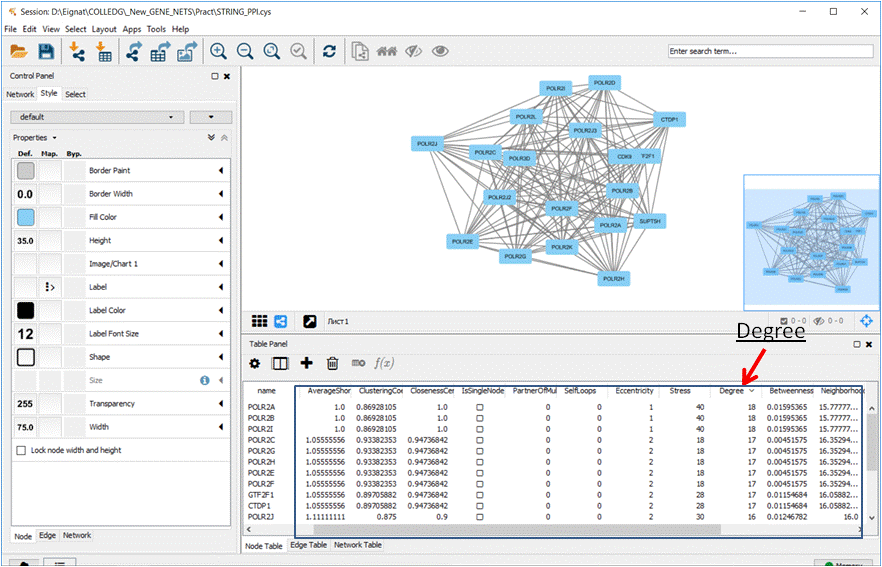 Session: D:\Eignat\COLLEDG\_New_GENE_NETS\Pract\STRING_PPI.cys
File Edit View Select Layout Apps Tools Help
Enter search term...
Control Panel
Network Style Select
default
Properties
Def. Map. Byp.
Border Paint
0.0 Border Width
Fill Color
35.0 Height
Image/Chart 1
Label
Label Color
12 Label Font Size
Shape
Size
255 Transparency
75.0 Width
Lock node width and height
Node Edge Network
POLR2I POLR2D
POLR2L CTDP1
POLR2J3
POLR2J
POLR2C POLR2D CDK9 F2F1
POLR2B
POLR2J2
POLR2F
POLR2A SUPT5H
POLR2E
POLR2K
POLR2G
POLR2H
Лист1
0 - 0 0 - 0
Degree
Table Panel
f(x)
name AverageShor ClusteringCoe ClosenessCer IsSingleNode PartnerOfMul SelfLoops Eccentricity Stress Degree Betweenness Neighborhood
POLR2A 1.0 0.86928105 1.0 0 0 1 40 18 0.01595365 15.77777...
POLR2B 1.0 0.86928105 1.0 0 0 1 40 18 0.01595365 15.77777...
POLR2I 1.0 0.86928105 1.0 0 0 1 40 18 0.01595365 15.77777...
POLR2C 1.05555556 0.93382353 0.94736842 0 0 2 18 17 0.00451575 16.35294...
POLR2G 1.05555556 0.93382353 0.94736842 0 0 2 18 17 0.00451575 16.35294...
POLR2H 1.05555556 0.93382353 0.94736842 0 0 2 18 17 0.00451575 16.35294...
POLR2E 1.05555556 0.93382353 0.94736842 0 0 2 18 17 0.00451575 16.35294...
POLR2F 1.05555556 0.93382353 0.94736842 0 0 2 18 17 0.00451575 16.35294...
GTF2F1 1.05555556 0.89705882 0.94736842 0 0 2 28 17 0.01154684 16.05882...
CTDP1 1.05555556 0.89705882 0.94736842 0 0 2 28 17 0.01154684 16.05882...
POLR2J 1.11111111 0.875 0.9 0 0 2 30 16 0.01246782 16.0
Node Table Edge Table Network Table
Memory